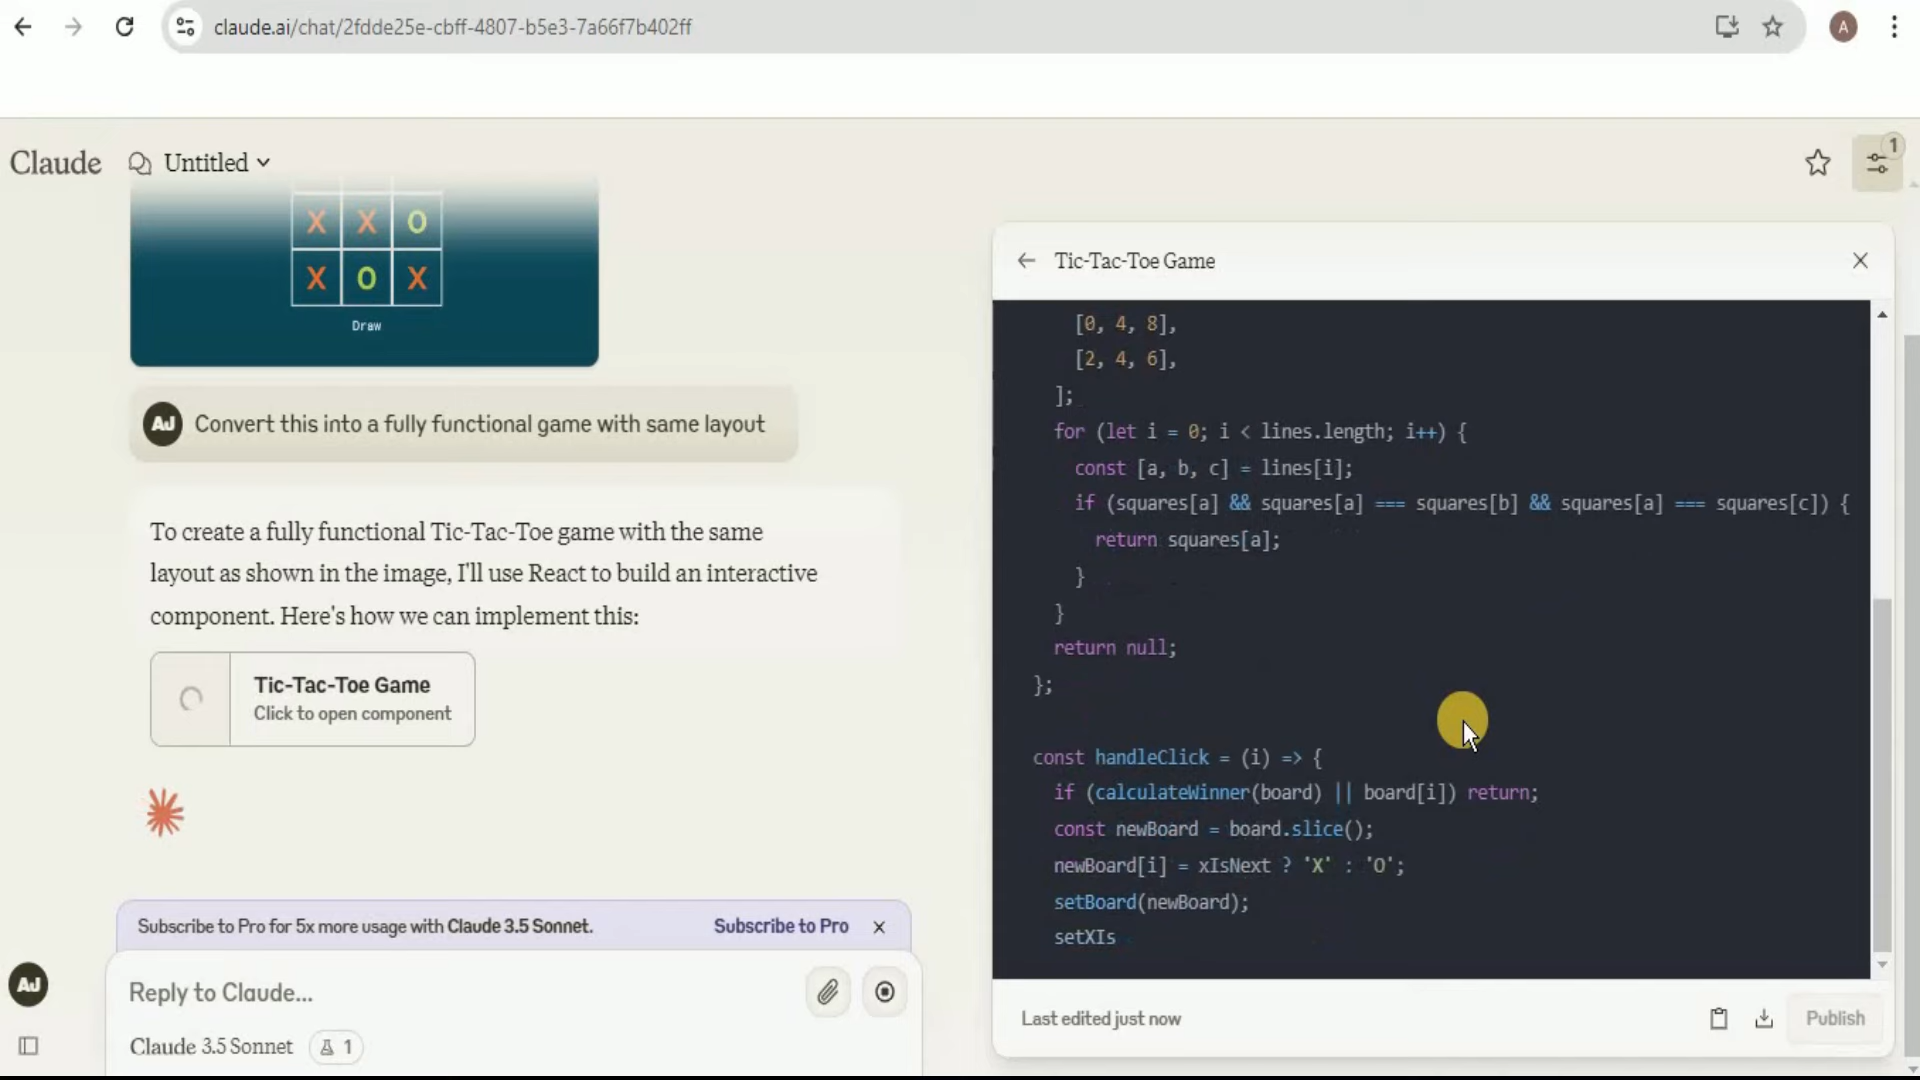 claude.ai/chat/2fdde25e-cbff-4807-b5e3-7a66f7b402ff
A
Claude
Untitled
1
X X O
X O X
Draw
AJ
Convert this into a fully functional game with same layout
To create a fully functional Tic-Tac-Toe game with the same
layout as shown in the image, I'll use React to build an interactive
component. Here's how we can implement this:
Tic-Tac-Toe Game
Click to open component
Subscribe to Pro for 5x more usage with Claude 3.5 Sonnet.
Subscribe to Pro
AJ
Reply to Claude...
Claude 3.5 Sonnet
1
Tic-Tac-Toe Game
[0, 4, 8],
[2, 4, 6],
];
for (let i = 0; i < lines.length; i++) {
const [a, b, c] = lines[i];
if (squares[a] && squares[a] === squares[b] && squares[a] === squares[c]) {
return squares[a];
}
}
return null;
};
const handleClick = (i) => {
if (calculateWinner(board) || board[i]) return;
const newBoard = board.slice();
newBoard[i] = xIsNext ? 'X' : 'O';
setBoard(newBoard);
setXIs
Last edited just now
Publish